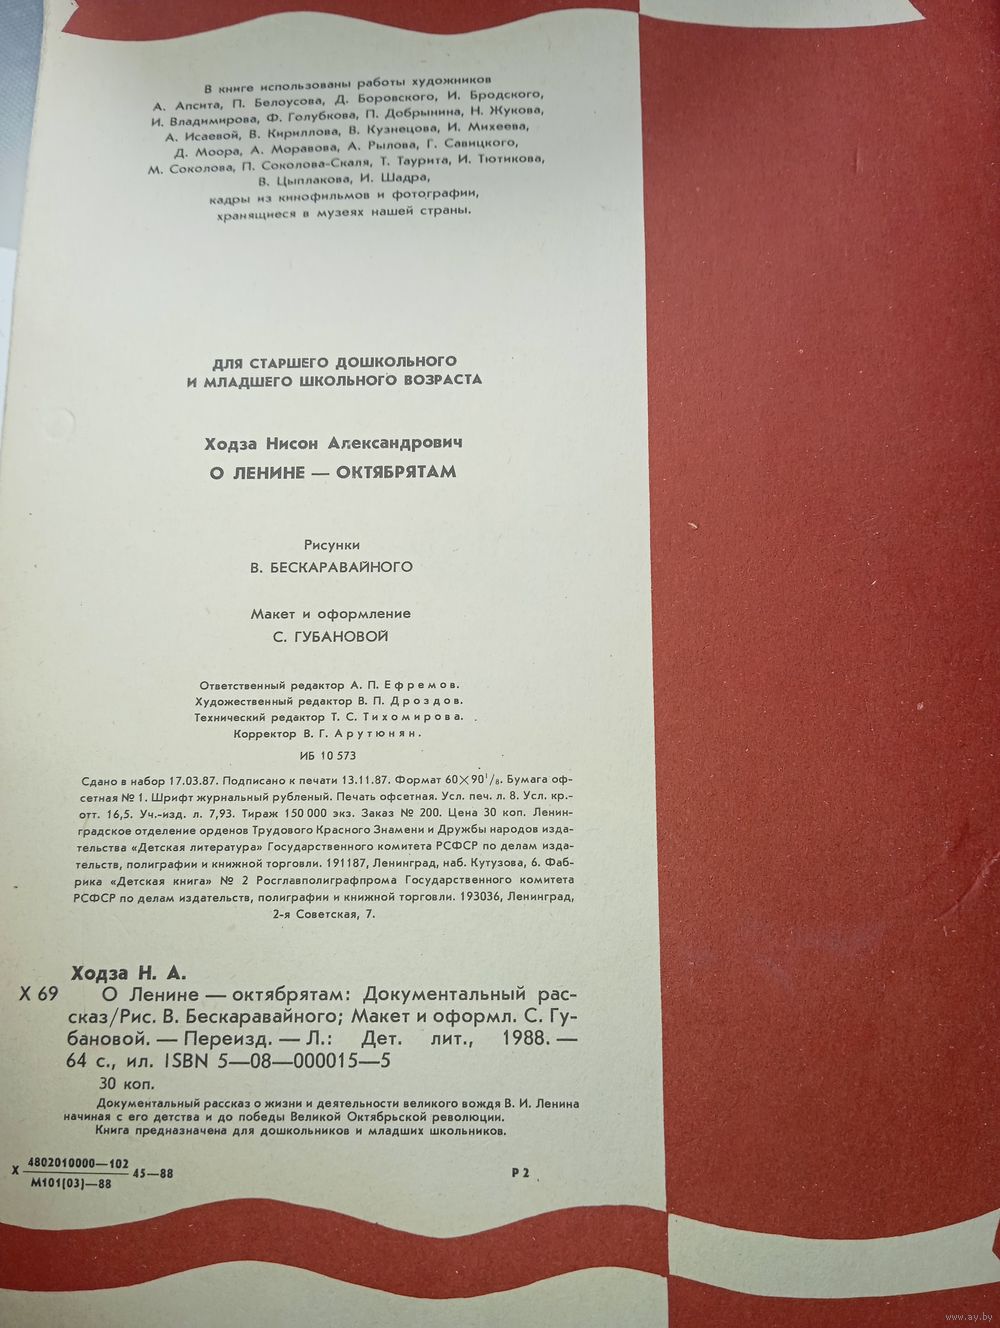 В книге использованы работы художников
А. Апсита, П. Белоусова, Д. Боровского, И. Бродского,
И. Владимирова, Ф. Голубкова, П. Добрынина, Н. Жукова,
А. Исаевой, В. Кириллова, В. Кузнецова, И. Михеева,
Д. Моора, А. Моравова, А. Рылова, Г. Савицкого,
М. Соколова, П. Соколова-Скаля, Т. Таурита, И. Тютикова,
В. Цыплакова, И. Шадра,
кадры из кинофильмов и фотографии,
хранящиеся в музеях нашей страны.
ДЛЯ СТАРШЕГО ДОШКОЛЬНОГО
И МЛАДШЕГО ШКОЛЬНОГО ВОЗРАСТА
Ходза Нисон Александрович
О ЛЕНИНЕ — ОКТЯБРЯТАМ
Рисунки
В. БЕСКАРАВАЙНОГО
Макет и оформление
С. ГУБАНОВОЙ
Ответственный редактор А. П. Ефремов.
Художественный редактор В. П. Дроздов.
Технический редактор Т. С. Тихомирова.
Корректор В. Г. Арутюнян.
ИБ 10 573
Сдано в набор 17.03.87. Подписано к печати 13.11.87. Формат 60×90¹/₈. Бумага оф-
сетная № 1. Шрифт журнальный рубленый. Печать офсетная. Усл. печ. л. 8. Усл. кр.-
отт. 16,5. Уч.-изд. л. 7,93. Тираж 150 000 экз. Заказ № 200. Цена 30 коп. Ленин-
градское отделение орденов Трудового Красного Знамени и Дружбы народов изда-
тельства «Детская литература» Государственного комитета РСФСР по делам изда-
тельств, полиграфии и книжной торговли. 191187, Ленинград, наб. Кутузова, 6. Фаб-
рика «Детская книга» № 2 Росглавполиграфпрома Государственного комитета
РСФСР по делам издательств, полиграфии и книжной торговли. 193036, Ленинград,
2-я Советская, 7.
Ходза Н. А.
Х 69 О Ленине — октябрятам: Документальный рас-
сказ/Рис. В. Бескаравайного; Макет и оформл. С. Гу-
бановой. — Переизд. — Л.: Дет. лит., 1988. —
64 с., ил. ISBN 5—08—000015—5
30 коп.
Документальный рассказ о жизни и деятельности великого вождя В. И. Ленина
начиная с его детства и до победы Великой Октябрьской революции.
Книга предназначена для дошкольников и младших школьников.
Х 4802010000—102 45—88
М101(03)—88
Р 2
www.ay.by